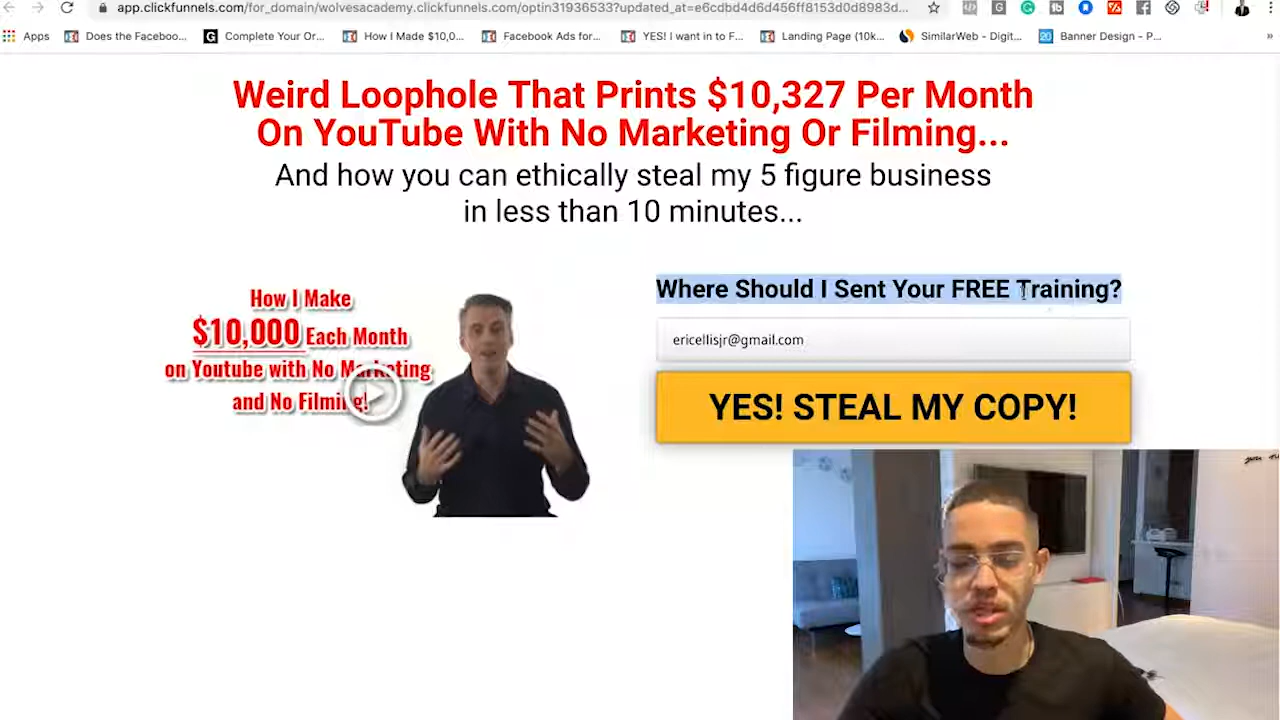 app.clickfunnels.com/for_domain/wolvesacademy.clickfunnels.com/optin31936533?updated_at=e6cdbd4d6d456ff8153d0d8983d...
Apps Does the Faceboo... Complete Your Or... How I Made $10,0... Facebook Ads for... YES! I want in to F... Landing Page (10k... SimilarWeb - Digit... Banner Design - P... »
Weird Loophole That Prints $10,327 Per Month
On YouTube With No Marketing Or Filming...
And how you can ethically steal my 5 figure business
in less than 10 minutes...
How I Make
$10,000 Each Month
on Youtube with No Marketing
and No Filming!
Where Should I Sent Your FREE Training?
ericellisjr@gmail.com
YES! STEAL MY COPY!